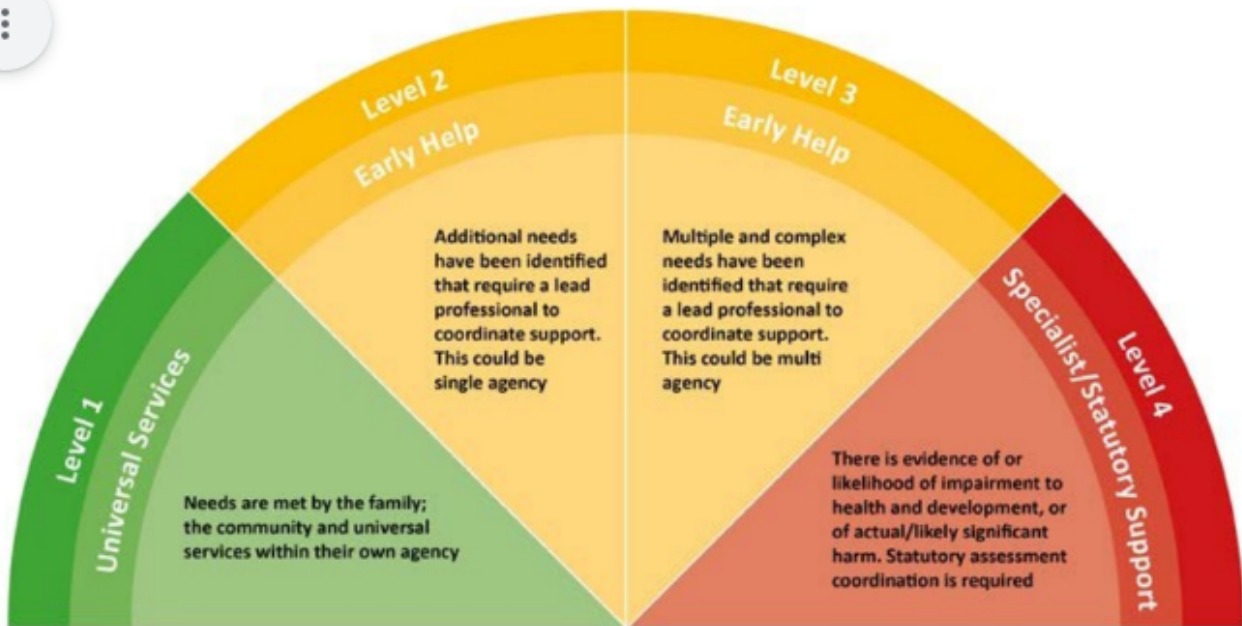 Level 1
Universal Services
Needs are met by the family;
the community and universal
services within their own agency
Level 2
Early Help
Additional needs
have been identified
that require a lead
professional to
coordinate support.
This could be
single agency
Level 3
Early Help
Multiple and complex
needs have been
identified that require
a lead professional to
coordinate support.
This could be multi
agency
Level 4
Specialist/Statutory Support
There is evidence of or
likelihood of impairment to
health and development, or
of actual/likely significant
harm. Statutory assessment
coordination is required